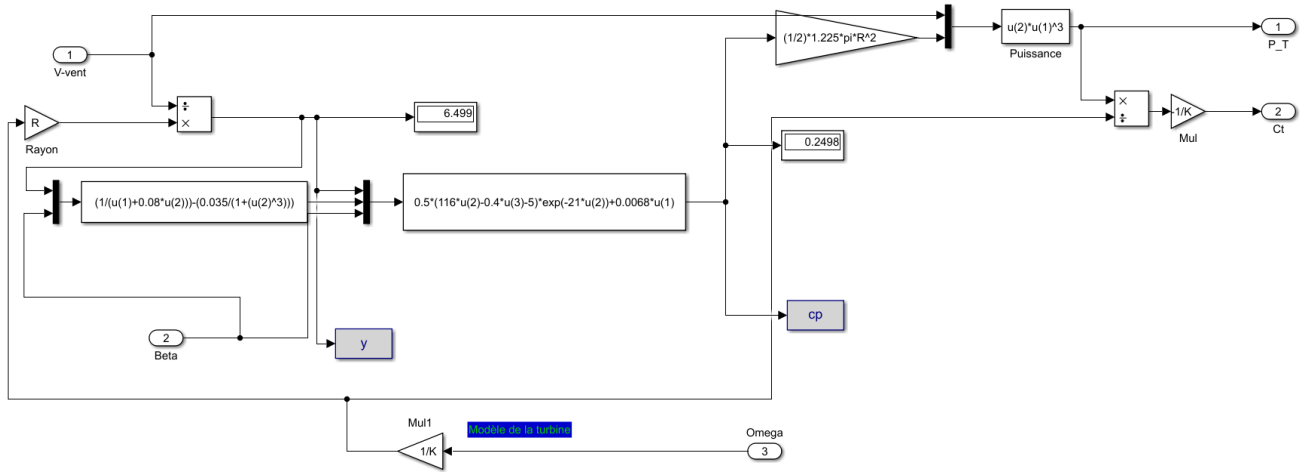 1
V-vent
R
Rayon
÷
×
6.499
(1/2)*1.225*pi*R^2
u(2)*u(1)^3
Puissance
1
P_T
×
÷
-1/K
Mul
2
Ct
0.2498
(1/(u(1)+0.08*u(2)))-(0.035/(1+(u(2)^3)))
0.5*(116*u(2)-0.4*u(3)-5)*exp(-21*u(2))+0.0068*u(1)
cp
2
Beta
y
Mul1
1/K
Modèle de la turbine
Omega
3